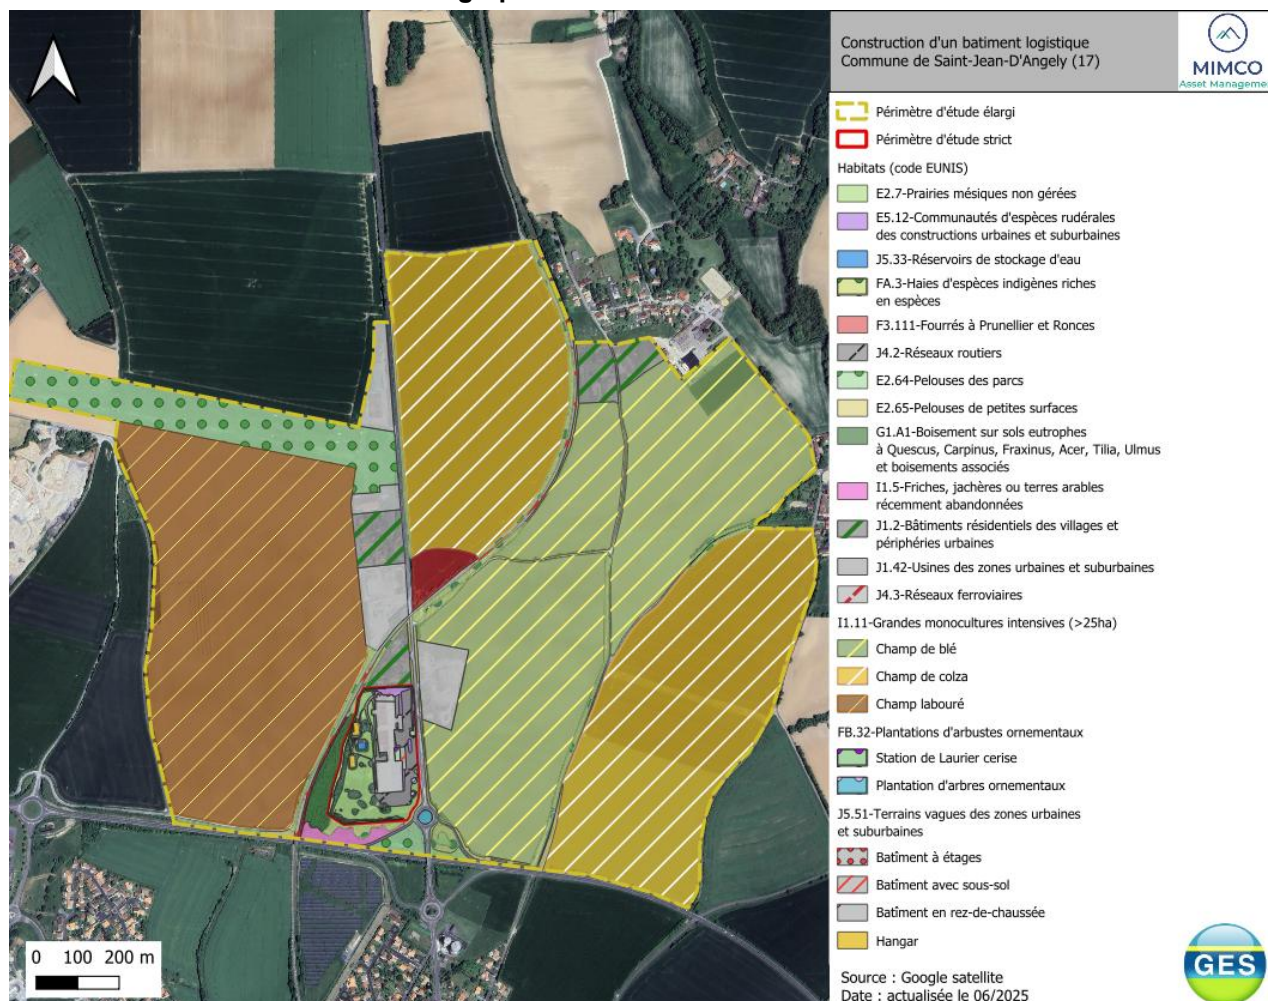 Construction d'un batiment logistique
Commune de Saint-Jean-D'Angely (17)
MIMCO
Asset Manageme
Périmètre d'étude élargi
Périmètre d'étude strict
Habitats (code EUNIS)
E2.7-Prairies mésiques non gérées
E5.12-Communautés d'espèces rudérales
des constructions urbaines et suburbaines
J5.33-Réservoirs de stockage d'eau
FA.3-Haies d'espèces indigènes riches
en espèces
F3.111-Fourrés à Prunellier et Ronces
J4.2-Réseaux routiers
E2.64-Pelouses des parcs
E2.65-Pelouses de petites surfaces
G1.A1-Boisement sur sols eutrophes
à Quescus, Carpinus, Fraxinus, Acer, Tilia, Ulmus
et boisements associés
I1.5-Friches, jachères ou terres arables
récemment abandonnées
J1.2-Bâtiments résidentiels des villages et
périphéries urbaines
J1.42-Usines des zones urbaines et suburbaines
J4.3-Réseaux ferroviaires
I1.11-Grandes monocultures intensives (>25ha)
Champ de blé
Champ de colza
Champ labouré
FB.32-Plantations d'arbustes ornementaux
Station de Laurier cerise
Plantation d'arbres ornementaux
J5.51-Terrains vagues des zones urbaines
et suburbaines
Batîment à étages
Batîment avec sous-sol
Batîment en rez-de-chaussée
Hangar
Source : Google satellite
Date : actualisée le 06/2025
GES
0 100 200 m